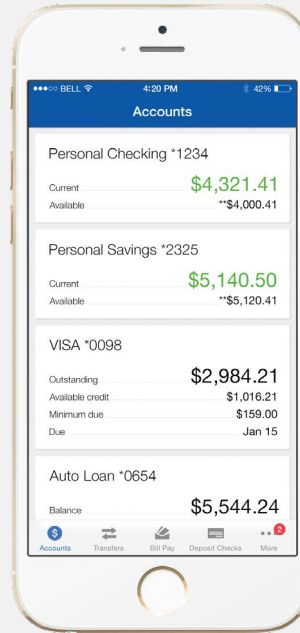 BELL 4:20 PM 42%
Accounts
Personal Checking *1234
Current $4,321.41
Available **$4,000.41
Personal Savings *2325
Current $5,140.50
Available **$5,120.41
VISA *0098
Outstanding $2,984.21
Available credit $1,016.21
Minimum due $159.00
Due Jan 15
Auto Loan *0654
Balance $5,544.24
$ 2
Accounts Transfers Bill Pay Deposit Checks More